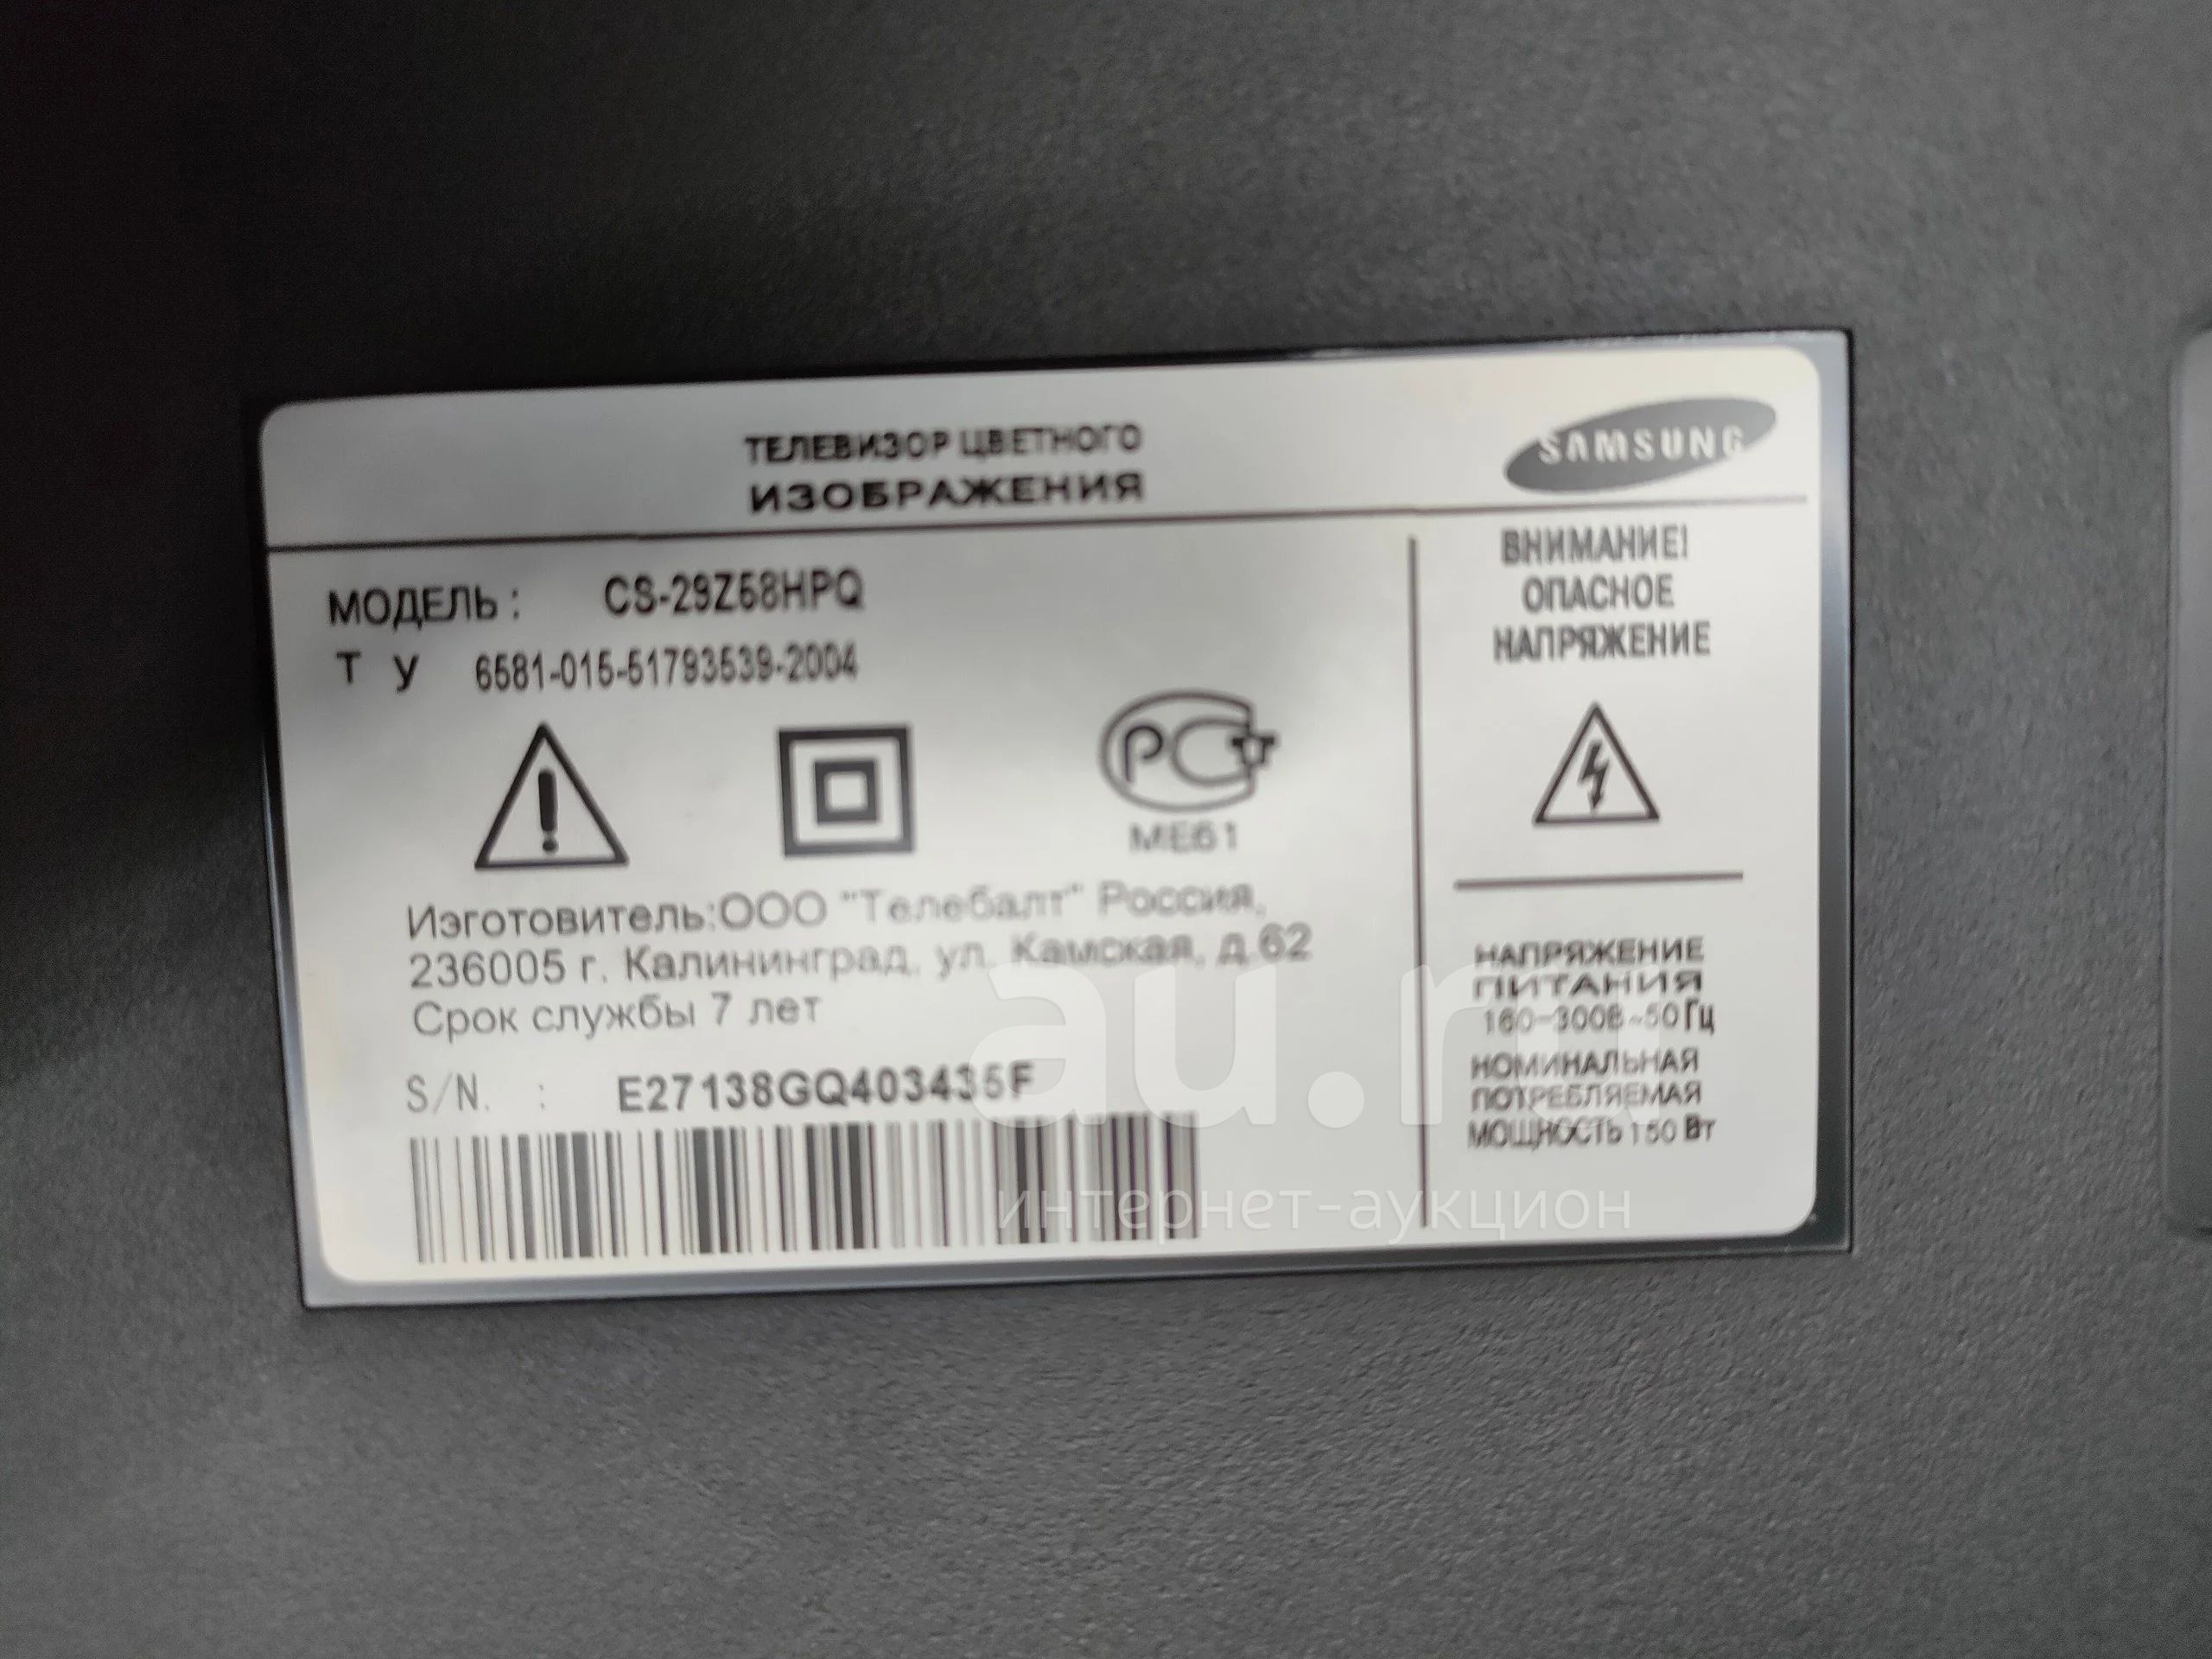 ТЕЛЕВИЗОР ЦВЕТНОГО
ИЗОБРАЖЕНИЯ
SAMSUNG
МОДЕЛЬ : CS-29Z58HPQ
Т У 6581-015-51793539-2004
МЕ61
Изготовитель:ООО "Телебалт" Россия,
236005 г. Калининград, ул. Камская, д.62
Срок службы 7 лет
S/N. : E27138GQ403435F
ВНИМАНИЕ!
ОПАСНОЕ
НАПРЯЖЕНИЕ
НАПРЯЖЕНИЕ
ПИТАНИЯ
160-300В~50Гц
НОМИНАЛЬНАЯ
ПОТРЕБЛЯЕМАЯ
МОЩНОСТЬ 150 Вт
au.ru
интернет-аукцион